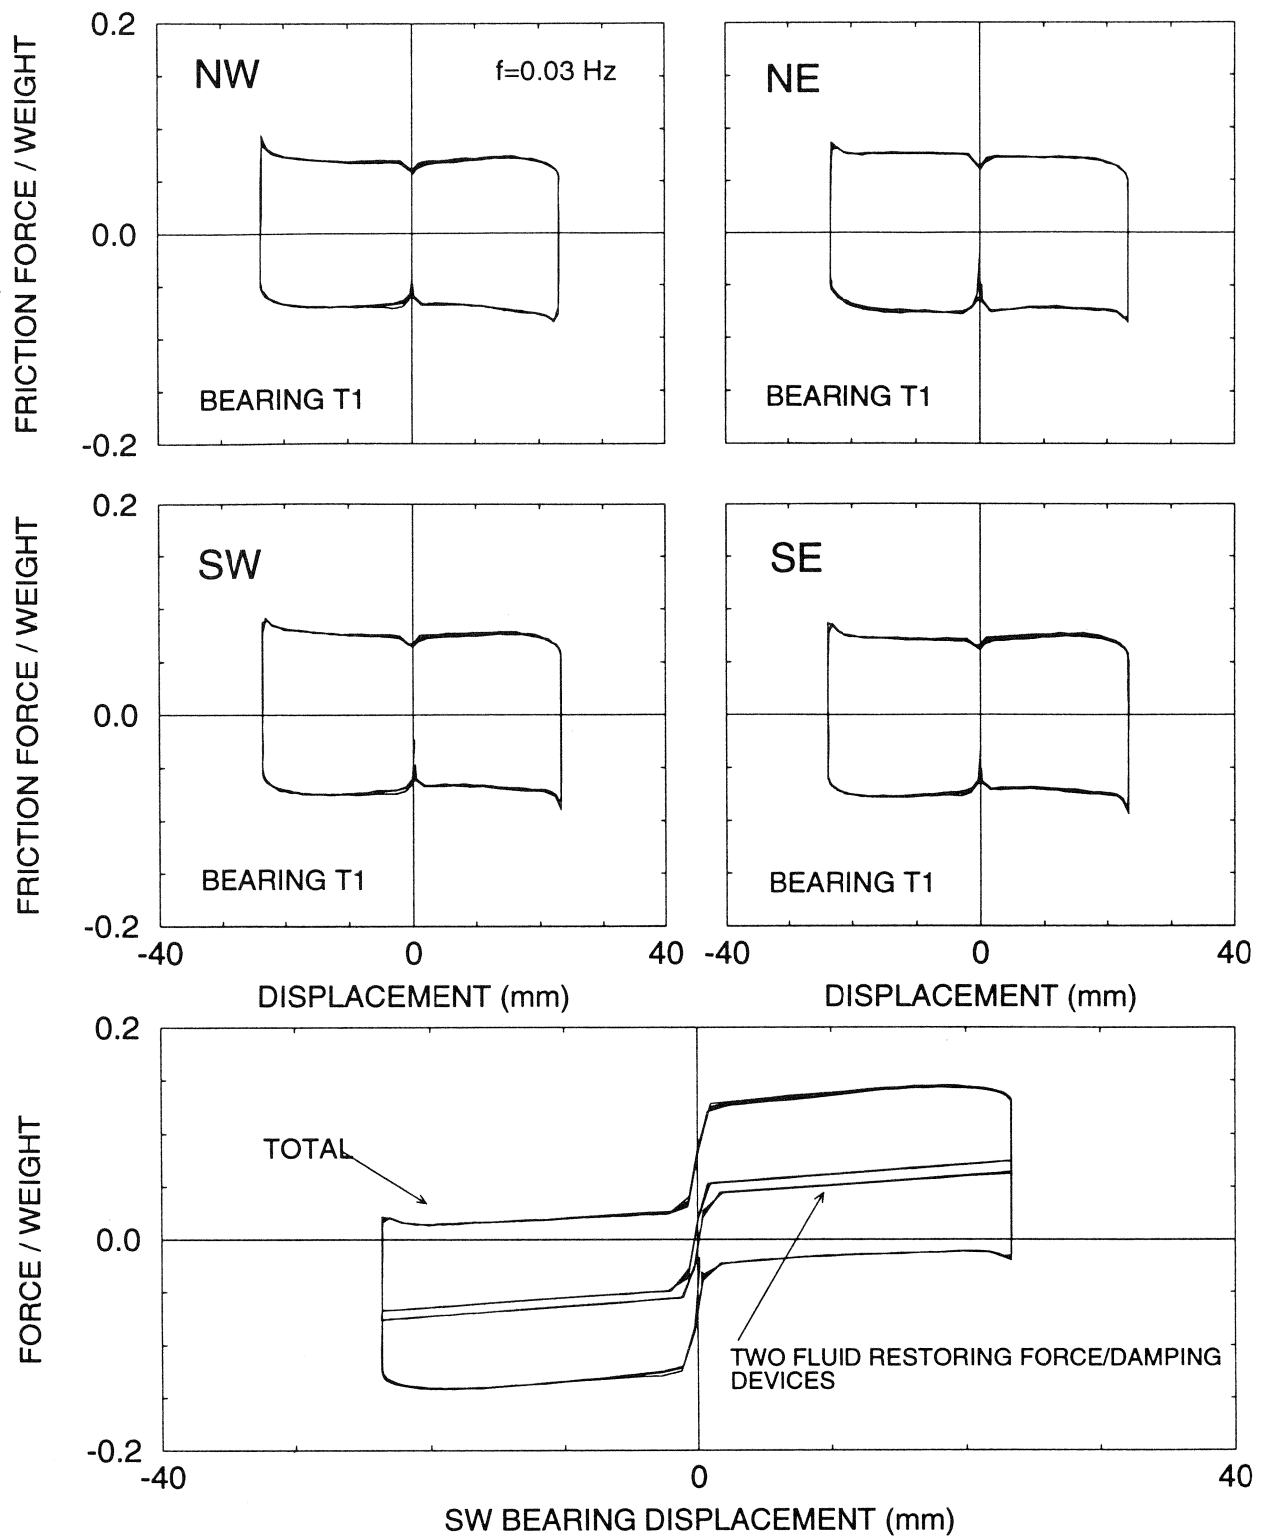 0.2
NW
f=0.03 Hz
NE
FRICTION FORCE / WEIGHT
0.0
BEARING T1
BEARING T1
-0.2
0.2
SW
SE
FRICTION FORCE / WEIGHT
0.0
BEARING T1
BEARING T1
-0.2
-40 0 40 -40 0 40
DISPLACEMENT (mm)
DISPLACEMENT (mm)
0.2
TOTAL
FORCE / WEIGHT
0.0
TWO FLUID RESTORING FORCE/DAMPING
DEVICES
-0.2
-40 0 40
SW BEARING DISPLACEMENT (mm)